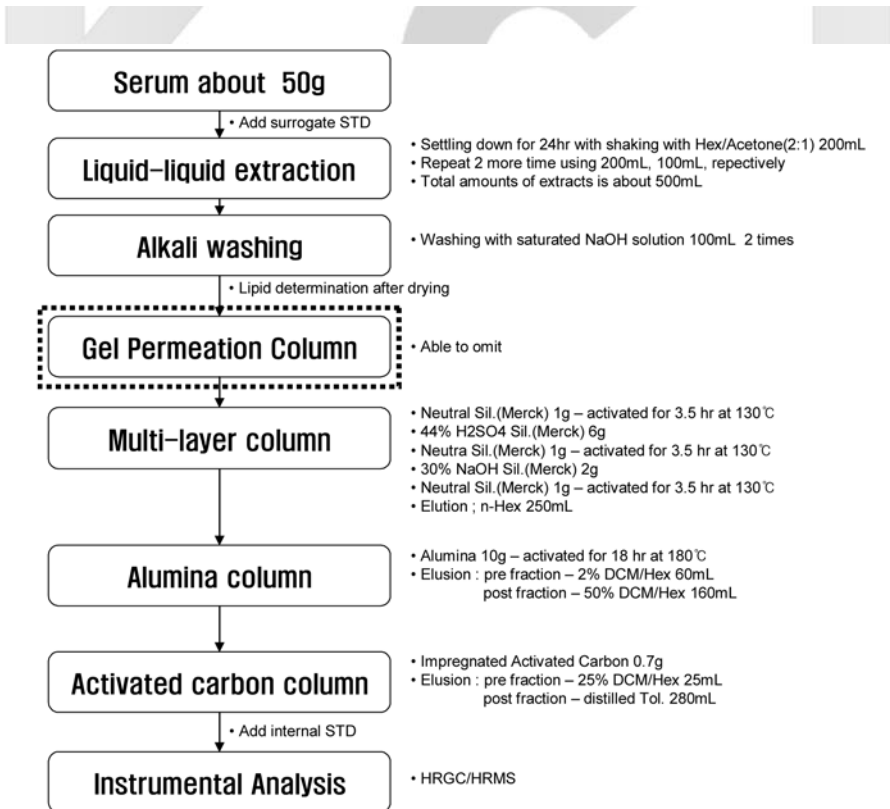 Serum about 50g
• Add surrogate STD
Liquid-liquid extraction
• Settling down for 24hr with shaking with Hex/Acetone(2:1) 200mL
• Repeat 2 more time using 200mL, 100mL, repectively
• Total amounts of extracts is about 500mL
Alkali washing
• Washing with saturated NaOH solution 100mL 2 times
• Lipid determination after drying
Gel Permeation Column
• Able to omit
Multi-layer column
• Neutral Sil.(Merck) 1g – activated for 3.5 hr at 130℃
• 44% H2SO4 Sil.(Merck) 6g
• Neutra Sil.(Merck) 1g – activated for 3.5 hr at 130℃
• 30% NaOH Sil.(Merck) 2g
• Neutral Sil.(Merck) 1g – activated for 3.5 hr at 130℃
• Elution ; n-Hex 250mL
Alumina column
• Alumina 10g – activated for 18 hr at 180℃
• Elusion : pre fraction – 2% DCM/Hex 60mL
post fraction – 50% DCM/Hex 160mL
Activated carbon column
• Impregnated Activated Carbon 0.7g
• Elusion : pre fraction – 25% DCM/Hex 25mL
post fraction – distilled Tol. 280mL
• Add internal STD
Instrumental Analysis
• HRGC/HRMS